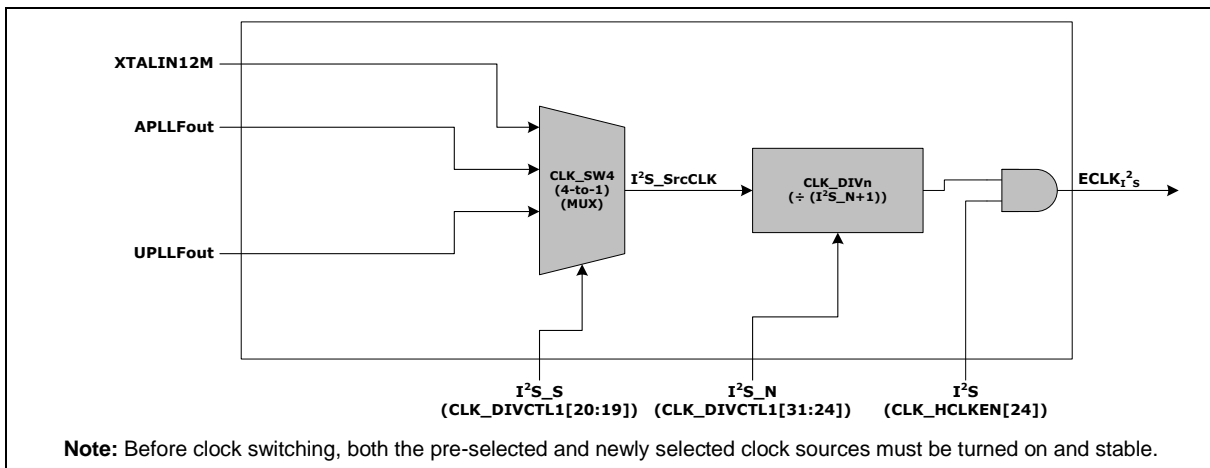 XTALIN12M
APLLFout
UPLLFout
CLK_SW4
(4-to-1)
(MUX)
I²S_SrcCLK
CLK_DIVn
(÷ (I²S_N+1))
ECLK_I²S
I²S_S
(CLK_DIVCTL1[20:19])
I²S_N
(CLK_DIVCTL1[31:24])
I²S
(CLK_HCLKEN[24])
Note: Before clock switching, both the pre-selected and newly selected clock sources must be turned on and stable.